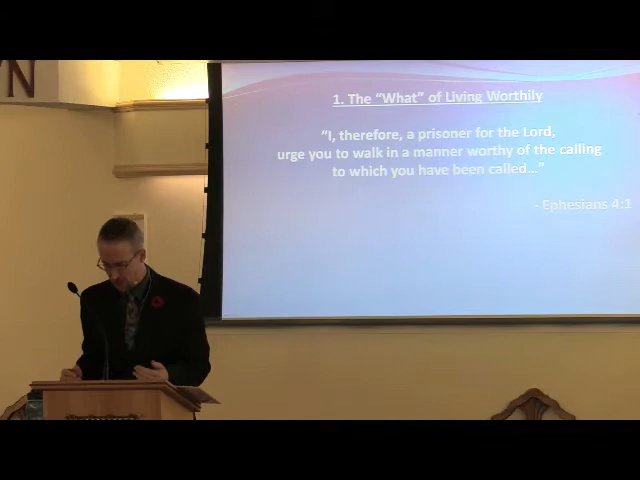 WN
1. The “What” of Living Worthily
“I, therefore, a prisoner for the Lord,
urge you to walk in a manner worthy of the calling
to which you have been called…”
- Ephesians 4:1